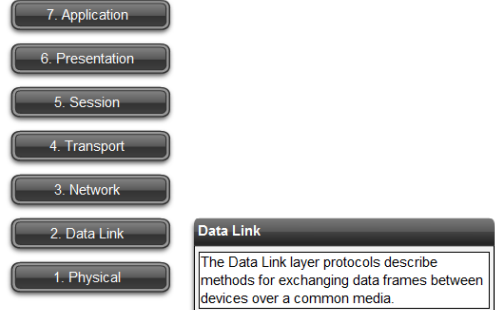 7. Application
6. Presentation
5. Session
4. Transport
3. Network
2. Data Link
1. Physical
Data Link
The Data Link layer protocols describe
methods for exchanging data frames between
devices over a common media.